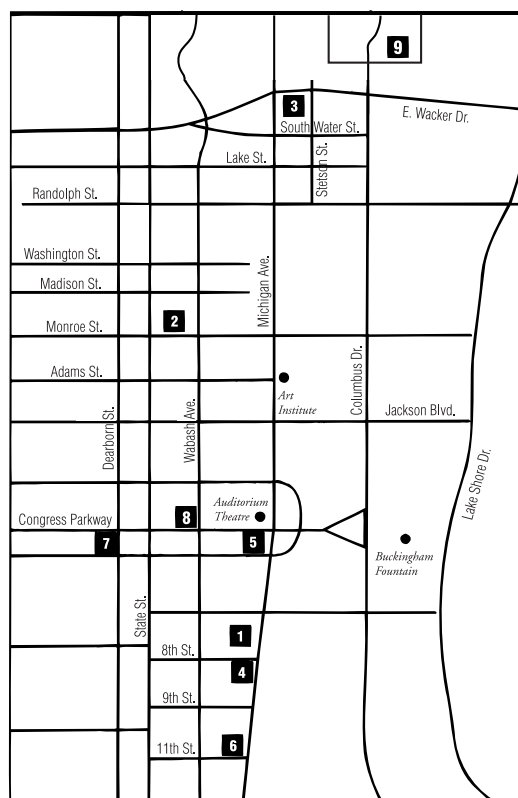 9
3
E. Wacker Dr.
South Water St.
Lake St.
Stetson St.
Randolph St.
Washington St.
Michigan Ave.
Madison St.
2
Monroe St.
Columbus Dr.
Adams St.
Art
Institute
Jackson Blvd.
Dearborn St.
Wabash Ave.
Lake Shore Dr.
Auditorium
Theatre
8
Congress Parkway
7
5
Buckingham
Fountain
State St.
1
8th St.
4
9th St.
6
11th St.